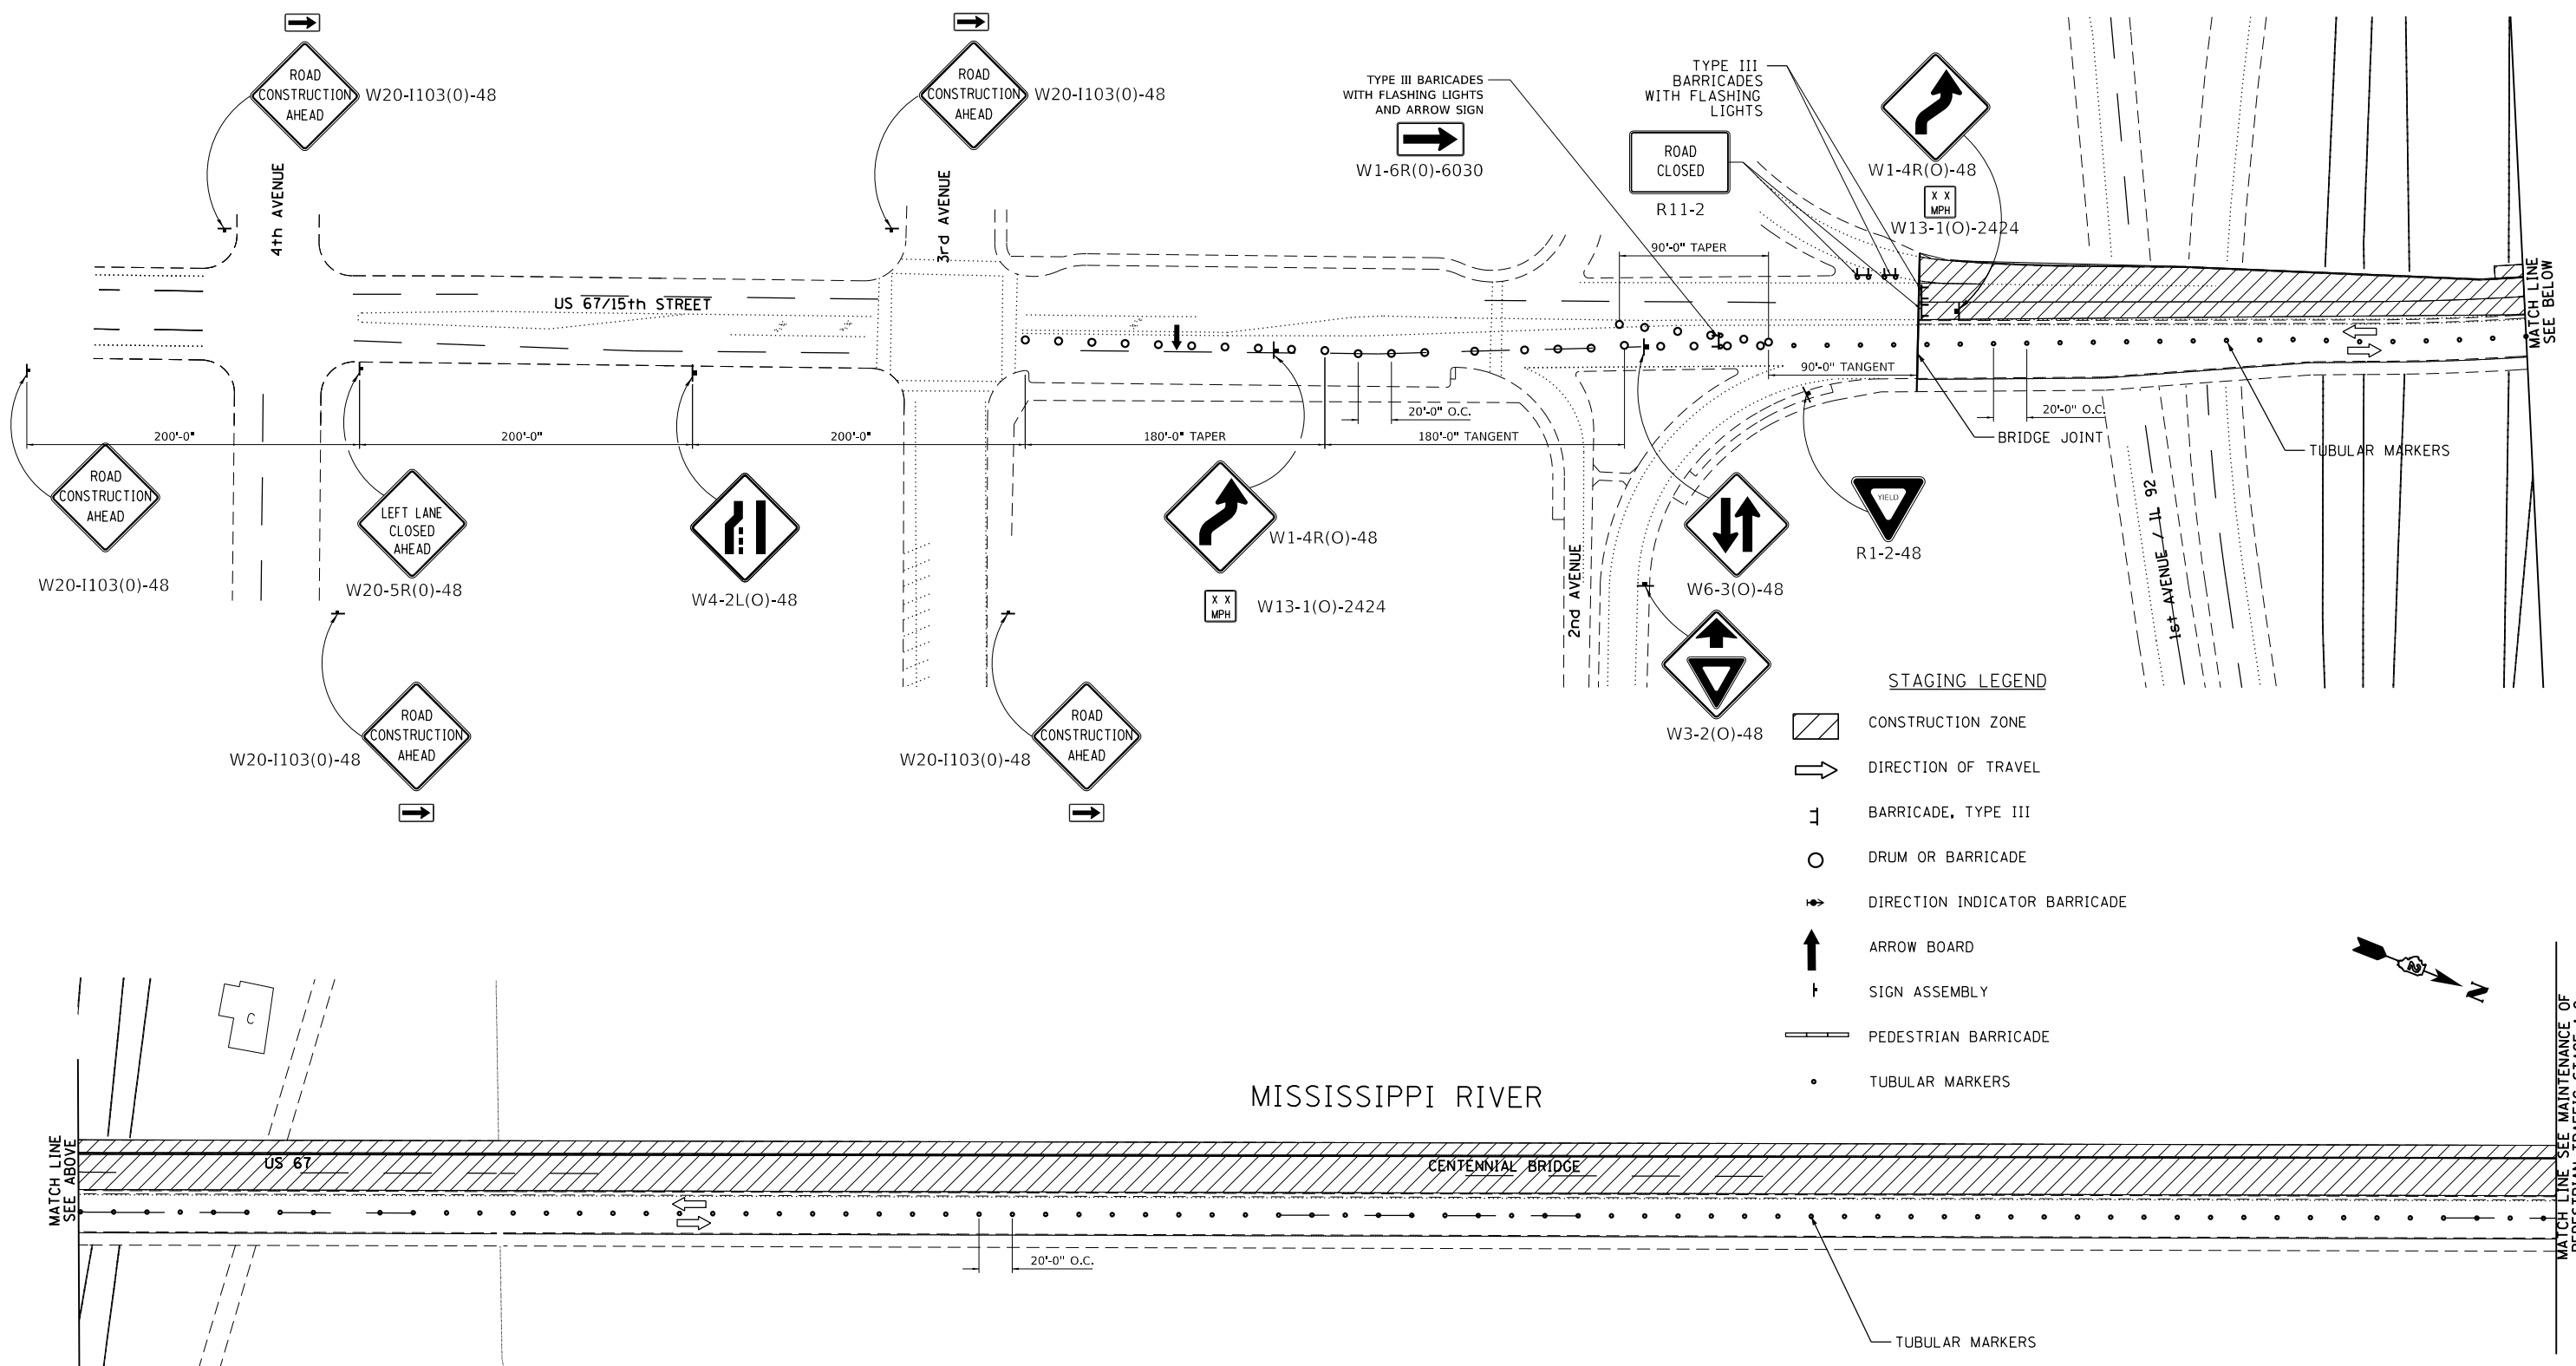 ROAD
CONSTRUCTION
AHEAD
W20-I103(0)-48
ROAD
CONSTRUCTION
AHEAD
W20-I103(0)-48
TYPE III BARICADES
WITH FLASHING LIGHTS
AND ARROW SIGN
W1-6R(0)-6030
TYPE III
BARRICADES
WITH FLASHING
LIGHTS
ROAD
CLOSED
R11-2
W1-4R(O)-48
X X
MPH
W13-1(O)-2424
4th AVENUE
3rd AVENUE
US 67/15th STREET
90'-0" TAPER
90'-0" TANGENT
MATCH LINE
SEE BELOW
200'-0"
200'-0"
200'-0"
180'-0" TAPER
20'-0" O.C.
180'-0" TANGENT
20'-0" O.C.
BRIDGE JOINT
TUBULAR MARKERS
ROAD
CONSTRUCTION
AHEAD
W20-I103(0)-48
LEFT LANE
CLOSED
AHEAD
W20-5R(0)-48
W4-2L(O)-48
W1-4R(O)-48
X X
MPH
W13-1(O)-2424
2nd AVENUE
W6-3(O)-48
YIELD
R1-2-48
1st AVENUE / IL 92
W3-2(O)-48
ROAD
CONSTRUCTION
AHEAD
W20-I103(0)-48
ROAD
CONSTRUCTION
AHEAD
W20-I103(0)-48
STAGING LEGEND
CONSTRUCTION ZONE
DIRECTION OF TRAVEL
BARRICADE, TYPE III
DRUM OR BARRICADE
DIRECTION INDICATOR BARRICADE
ARROW BOARD
SIGN ASSEMBLY
PEDESTRIAN BARRICADE
TUBULAR MARKERS
2
N
C
MISSISSIPPI RIVER
MATCH LINE
SEE ABOVE
US 67
CENTENNIAL BRIDGE
20'-0" O.C.
TUBULAR MARKERS
MATCH LINE SEE MAINTENANCE OF